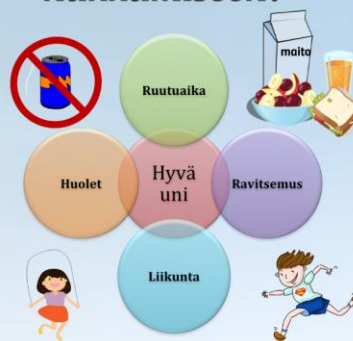 maito
Ruutuaika
Huolet
Hyvä
uni
Ravitsemus
Liikunta